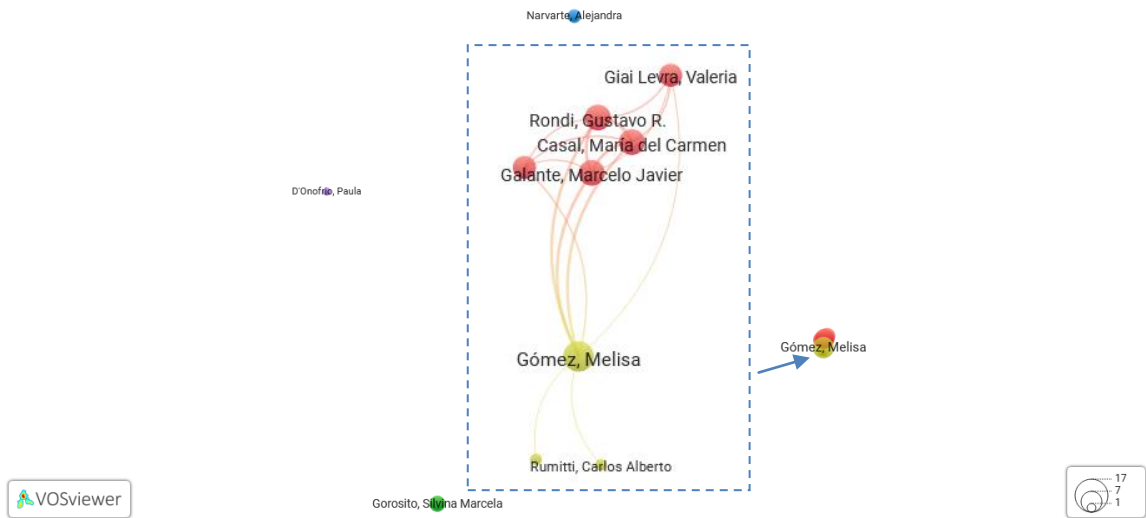 Narvarte, Alejandra
Giai Levra, Valeria
Rondi, Gustavo R.
Casal, María del Carmen
Galante, Marcelo Javier
D'Onofrio, Paula
Gómez, Melisa
Gómez, Melisa
Rumitti, Carlos Alberto
Gorosito, Silvina Marcela
VOSviewer
17
7
1